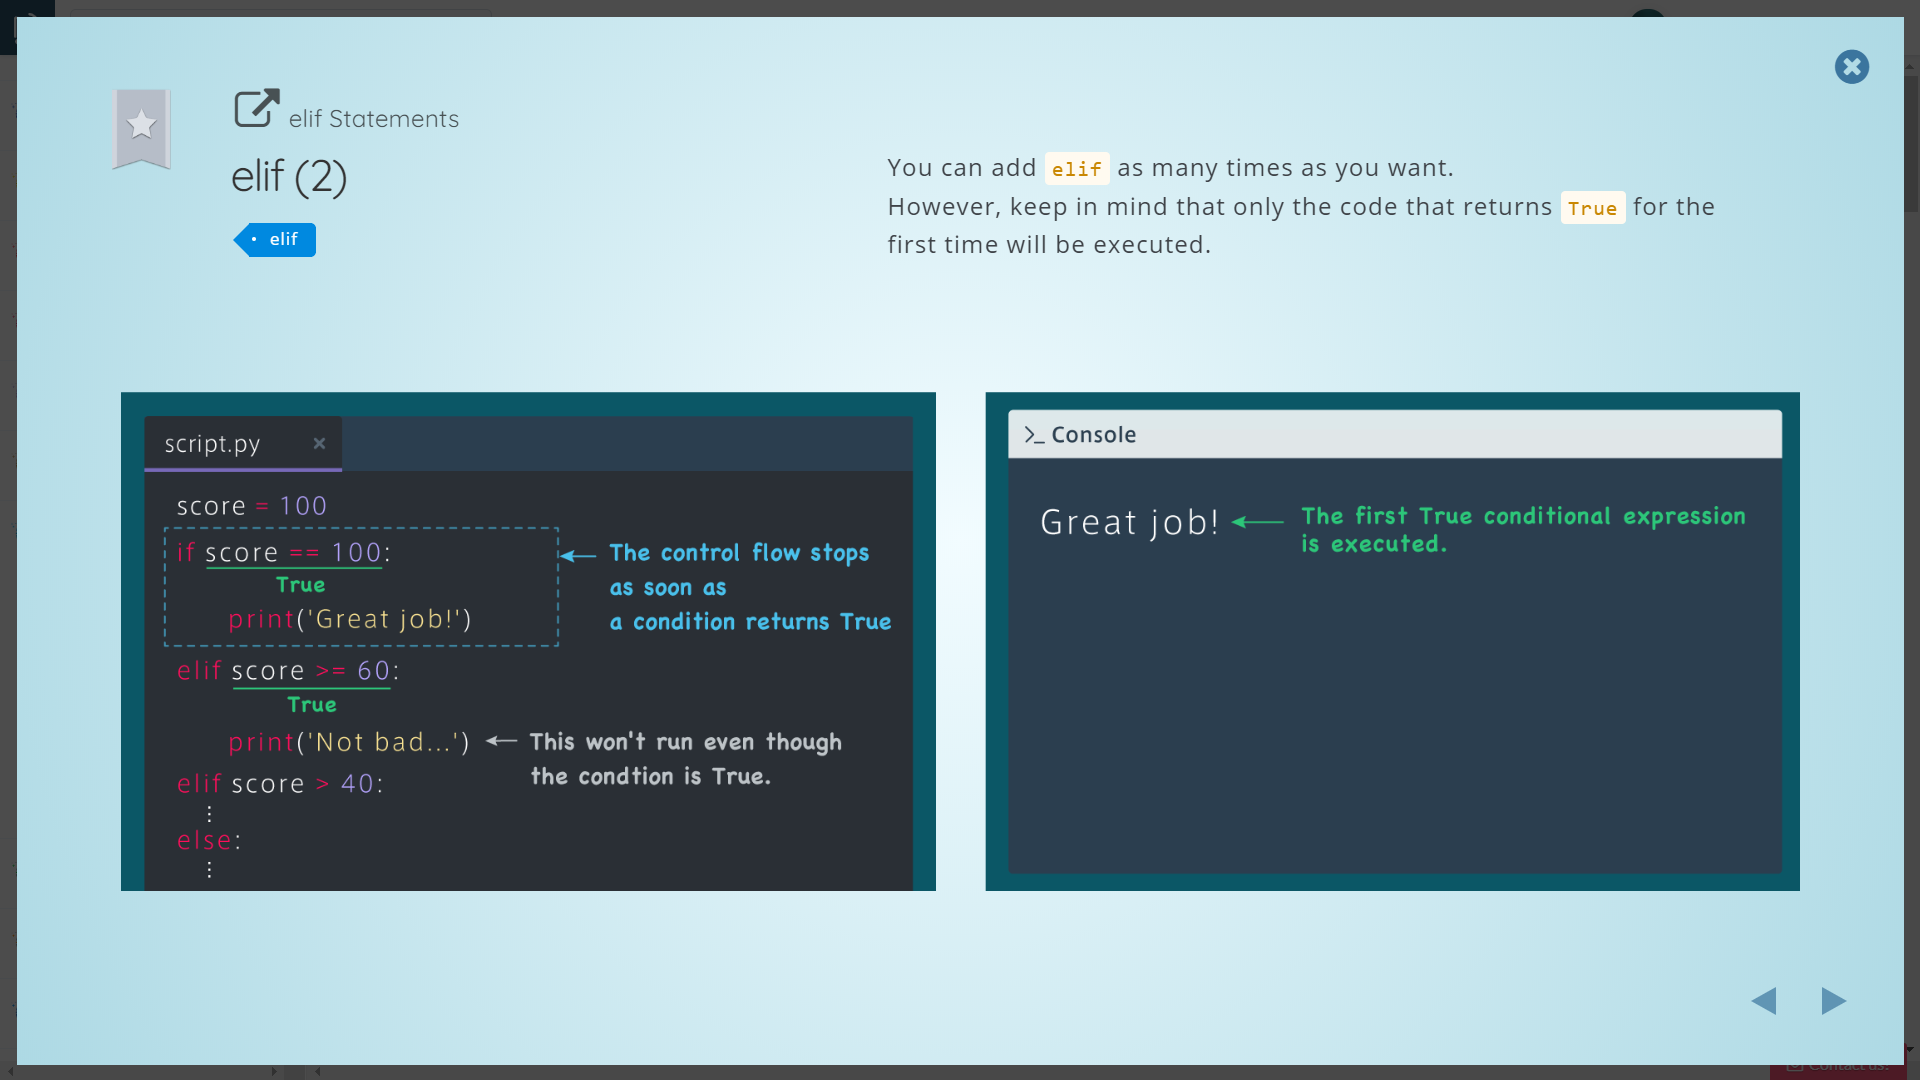 elif Statements
elif (2)
• elif
You can add elif as many times as you want.
However, keep in mind that only the code that returns True for the
first time will be executed.
script.py ×
score = 100
if score == 100:
True
print('Great job!')
The control flow stops
as soon as
a condition returns True
elif score >= 60:
True
print('Not bad...')
This won't run even though
the condtion is True.
elif score > 40:
⋮
else:
⋮
>_ Console
Great job!
The first True conditional expression
is executed.
Contact us!